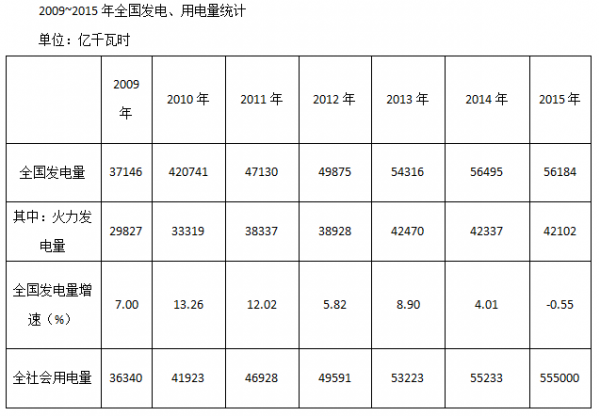 2009~2015 年全国发电、用电量统计
单位：亿千瓦时
2009
年
2010 年
2011 年
2012 年
2013 年
2014 年
2015 年
全国发电量
37146
420741
47130
49875
54316
56495
56184
其中：火力发
电量
29827
33319
38337
38928
42470
42337
42102
全国发电量增
速（%）
7.00
13.26
12.02
5.82
8.90
4.01
-0.55
全社会用电量
36340
41923
46928
49591
53223
55233
555000